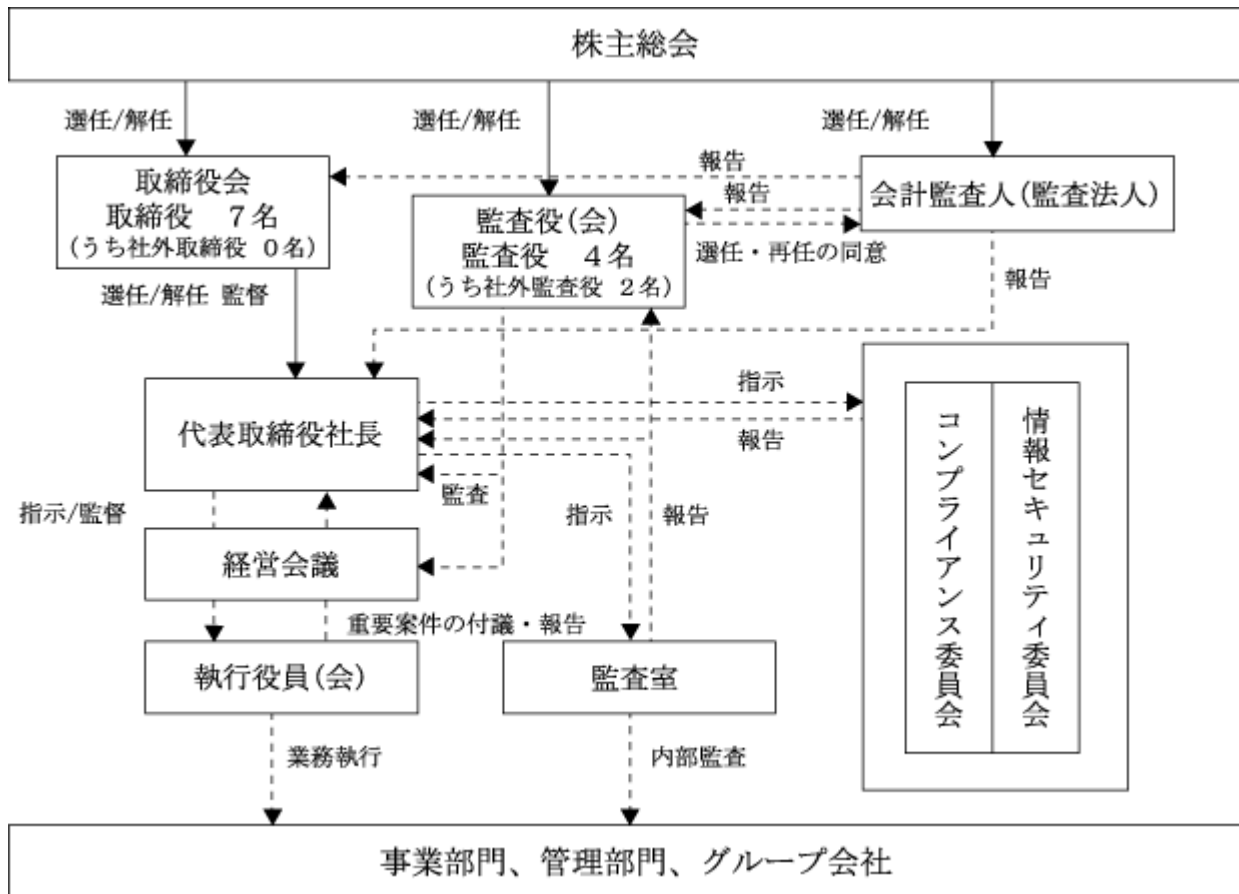 株主総会
選任/解任
選任/解任
選任/解任
取締役会
取締役　７名
(うち社外取締役　０名)
報告
会計監査人(監査法人)
報告
監査役(会)
監査役　４名
(うち社外監査役　２名)
選任・再任の同意
選任/解任 監督
報告
代表取締役社長
指示
報告
監査
指示/監督
指示
報告
経営会議
重要案件の付議・報告
執行役員(会)
監査室
コンプライアンス委員会
情報セキュリティ委員会
業務執行
内部監査
事業部門、管理部門、グループ会社